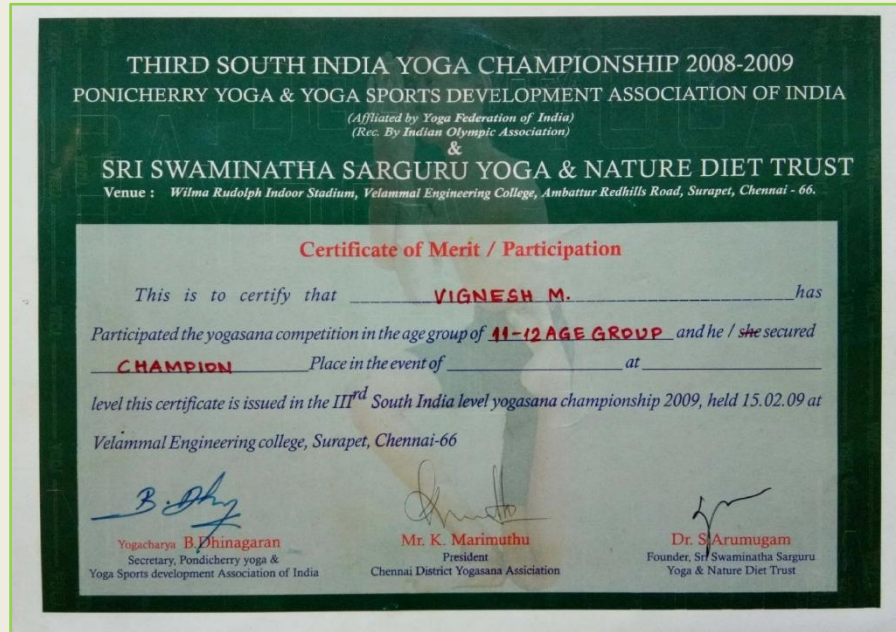 THIRD SOUTH INDIA YOGA CHAMPIONSHIP 2008-2009
PONICHERRY YOGA & YOGA SPORTS DEVELOPMENT ASSOCIATION OF INDIA
(Affliated by Yoga Federation of India)
(Rec. By Indian Olympic Association)
&
SRI SWAMINATHA SARGURU YOGA & NATURE DIET TRUST
Venue : Wilma Rudolph Indoor Stadium, Velammal Engineering College, Ambattur Redhills Road, Surapet, Chennai - 66.
Certificate of Merit / Participation
This is to certify that VIGNESH M. has
Participated the yogasana competition in the age group of 11-12 AGE GROUP and he / she secured
CHAMPION Place in the event of at
level this certificate is issued in the IIIrd South India level yogasana championship 2009, held 15.02.09 at
Velammal Engineering college, Surapet, Chennai-66
B. Dhy
Yogacharya B.Dhinagaran
Secretary, Pondicherry yoga &
Yoga Sports development Association of India
Mr. K. Marimuthu
President
Chennai District Yogasana Assiciation
Dr. S.Arumugam
Founder, Sri Swaminatha Sarguru
Yoga & Nature Diet Trust